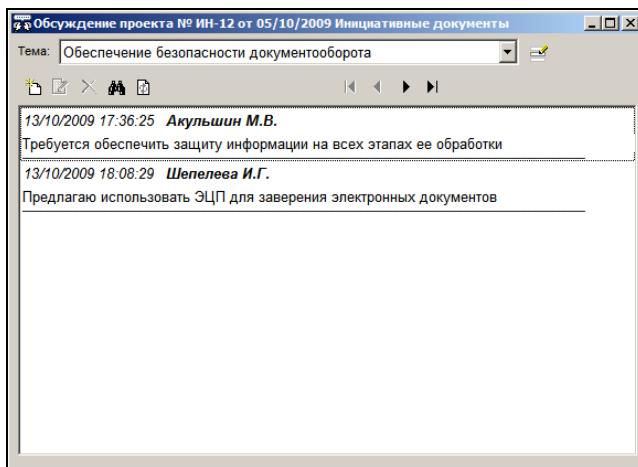 Обсуждение проекта № ИН-12 от 05/10/2009 Инициативные документы
Тема: Обеспечение безопасности документооборота
13/10/2009 17:36:25 Акульшин М.В.
Требуется обеспечить защиту информации на всех этапах ее обработки
13/10/2009 18:08:29 Шепелева И.Г.
Предлагаю использовать ЭЦП для заверения электронных документов